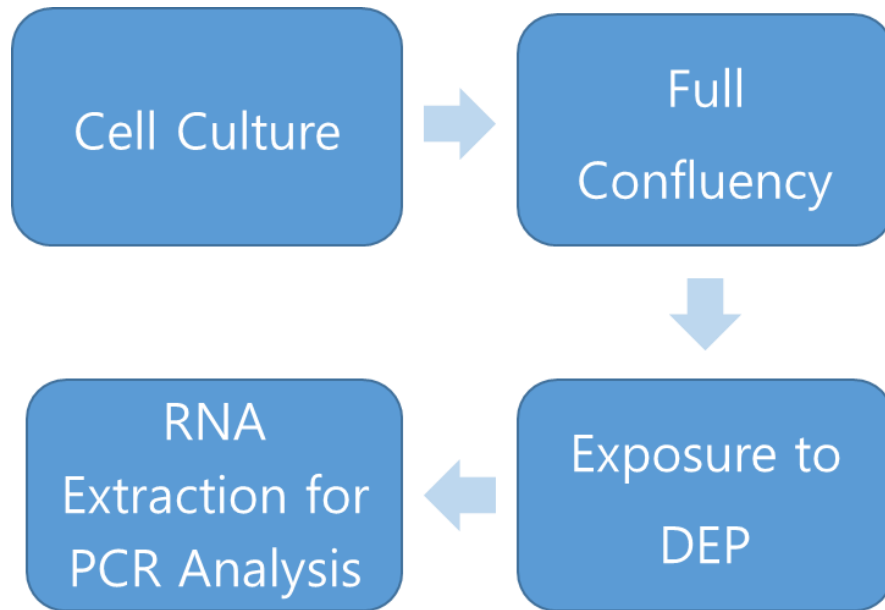 Cell Culture
Full
Confluency
Exposure to
DEP
RNA
Extraction for
PCR Analysis